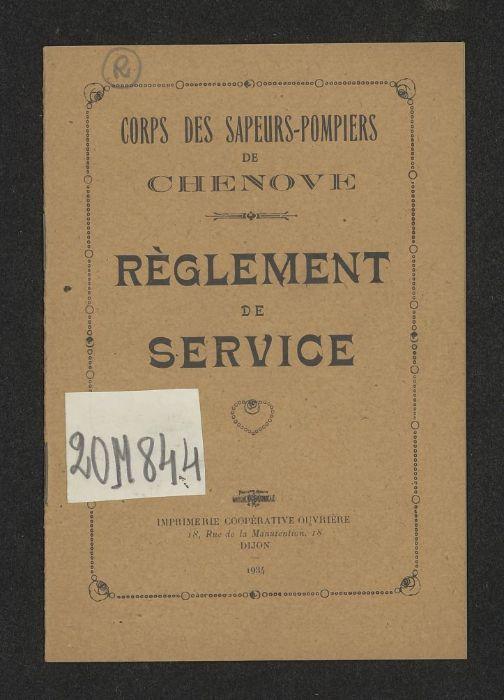 R
CORPS DES SAPEURS-POMPIERS
DE
CHENOVE
RÈGLEMENT
DE
SERVICE
20M844
IMPRIMERIE COOPÉRATIVE OUVRIÈRE
18, Rue de la Manutention, 18
DIJON
1934